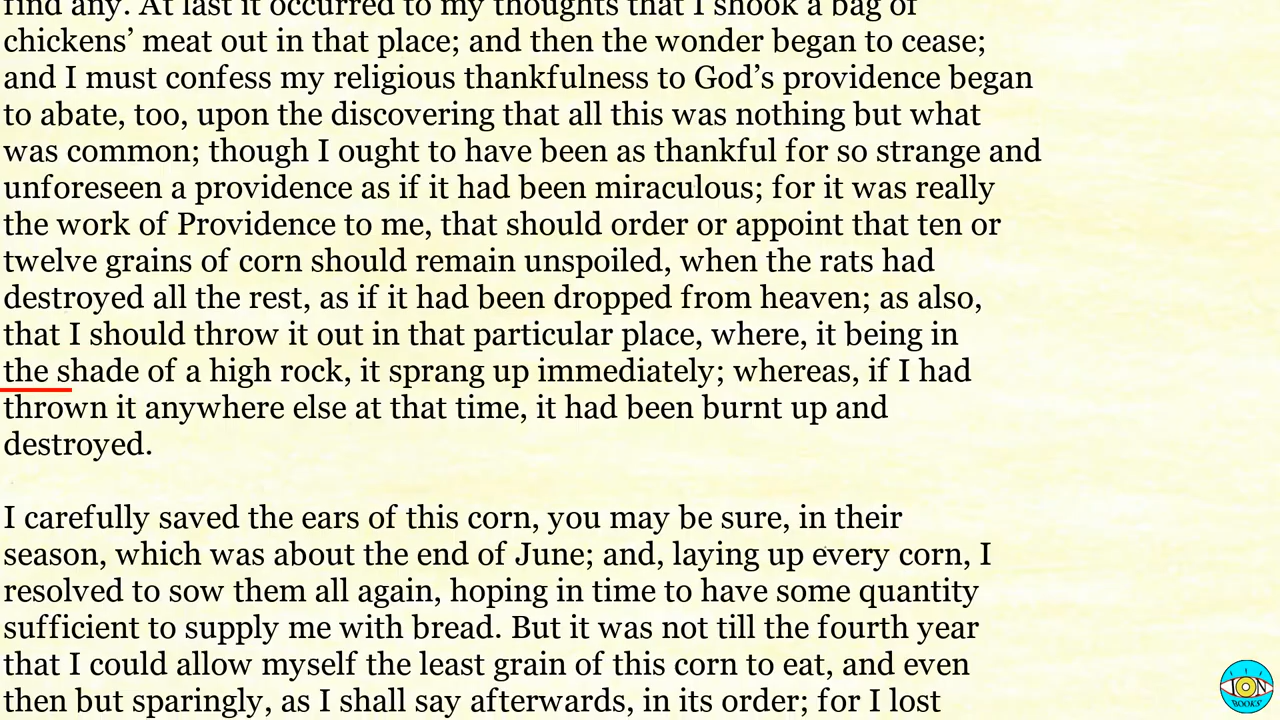 find any. At last it occurred to my thoughts that I shook a bag of
chickens’ meat out in that place; and then the wonder began to cease;
and I must confess my religious thankfulness to God’s providence began
to abate, too, upon the discovering that all this was nothing but what
was common; though I ought to have been as thankful for so strange and
unforeseen a providence as if it had been miraculous; for it was really
the work of Providence to me, that should order or appoint that ten or
twelve grains of corn should remain unspoiled, when the rats had
destroyed all the rest, as if it had been dropped from heaven; as also,
that I should throw it out in that particular place, where, it being in
the shade of a high rock, it sprang up immediately; whereas, if I had
thrown it anywhere else at that time, it had been burnt up and
destroyed.
I carefully saved the ears of this corn, you may be sure, in their
season, which was about the end of June; and, laying up every corn, I
resolved to sow them all again, hoping in time to have some quantity
sufficient to supply me with bread. But it was not till the fourth year
that I could allow myself the least grain of this corn to eat, and even
then but sparingly, as I shall say afterwards, in its order; for I lost
ION
BOOKS